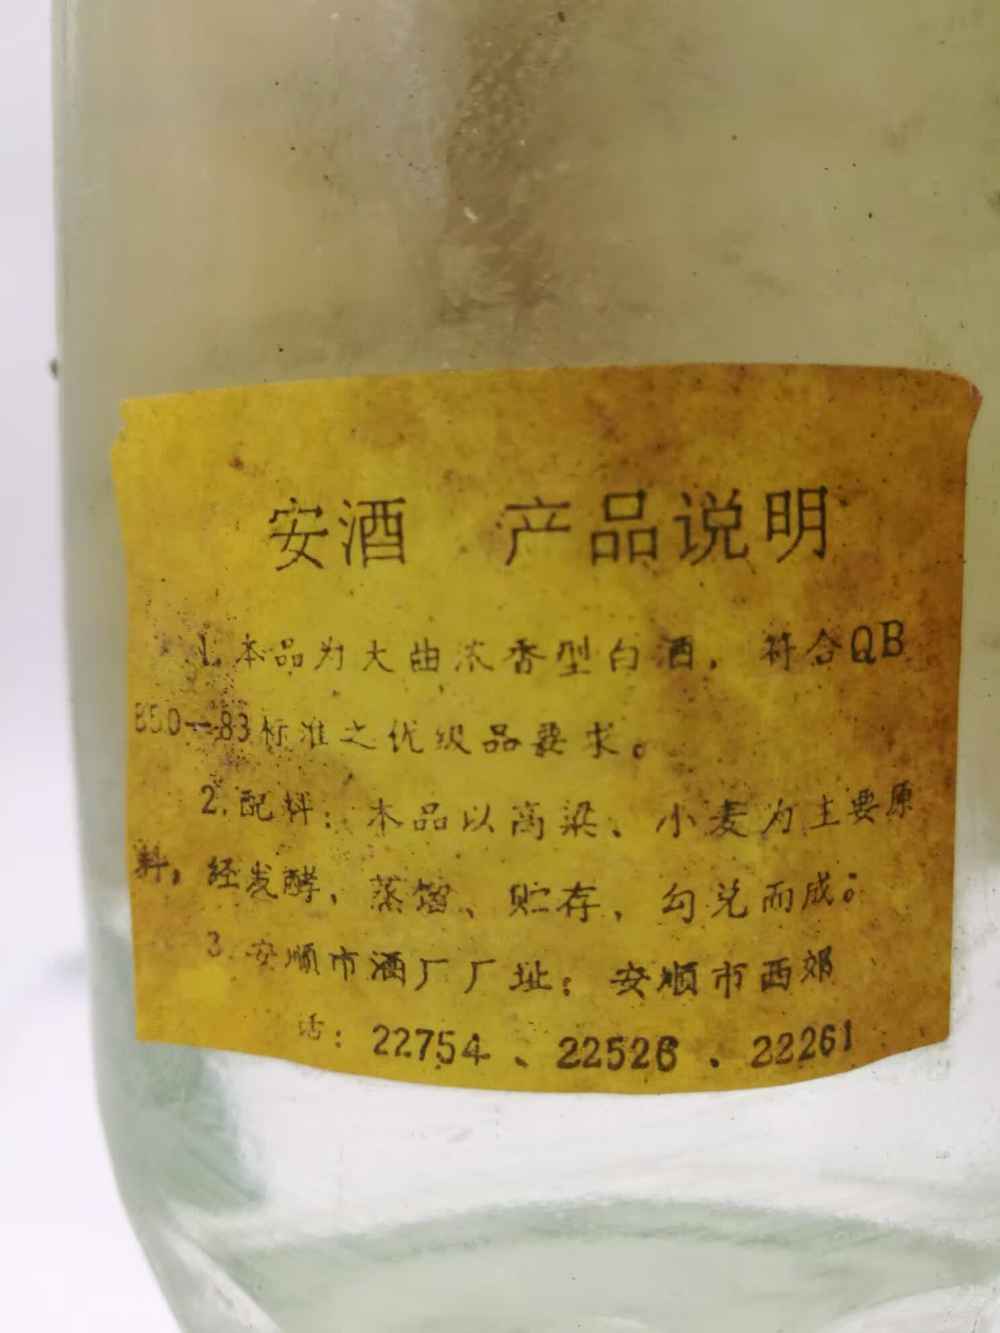 安酒 产品说明
1.本品为大曲浓香型白酒，符合QB
850—83标准之优级品要求。
2.配料：本品以高粱、小麦为主要原
料，经发酵、蒸馏、贮存、勾兑而成。
3.安顺市酒厂厂址：安顺市西郊
话：22754、22526、22261